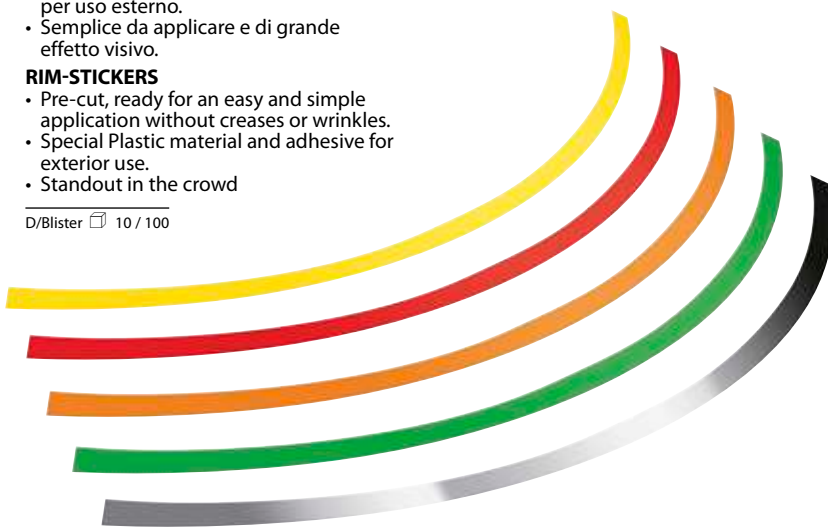 per uso esterno.
• Semplice da applicare e di grande
effetto visivo.
RIM-STICKERS
• Pre-cut, ready for an easy and simple
application without creases or wrinkles.
• Special Plastic material and adhesive for
exterior use.
• Standout in the crowd
D/Blister 10 / 100